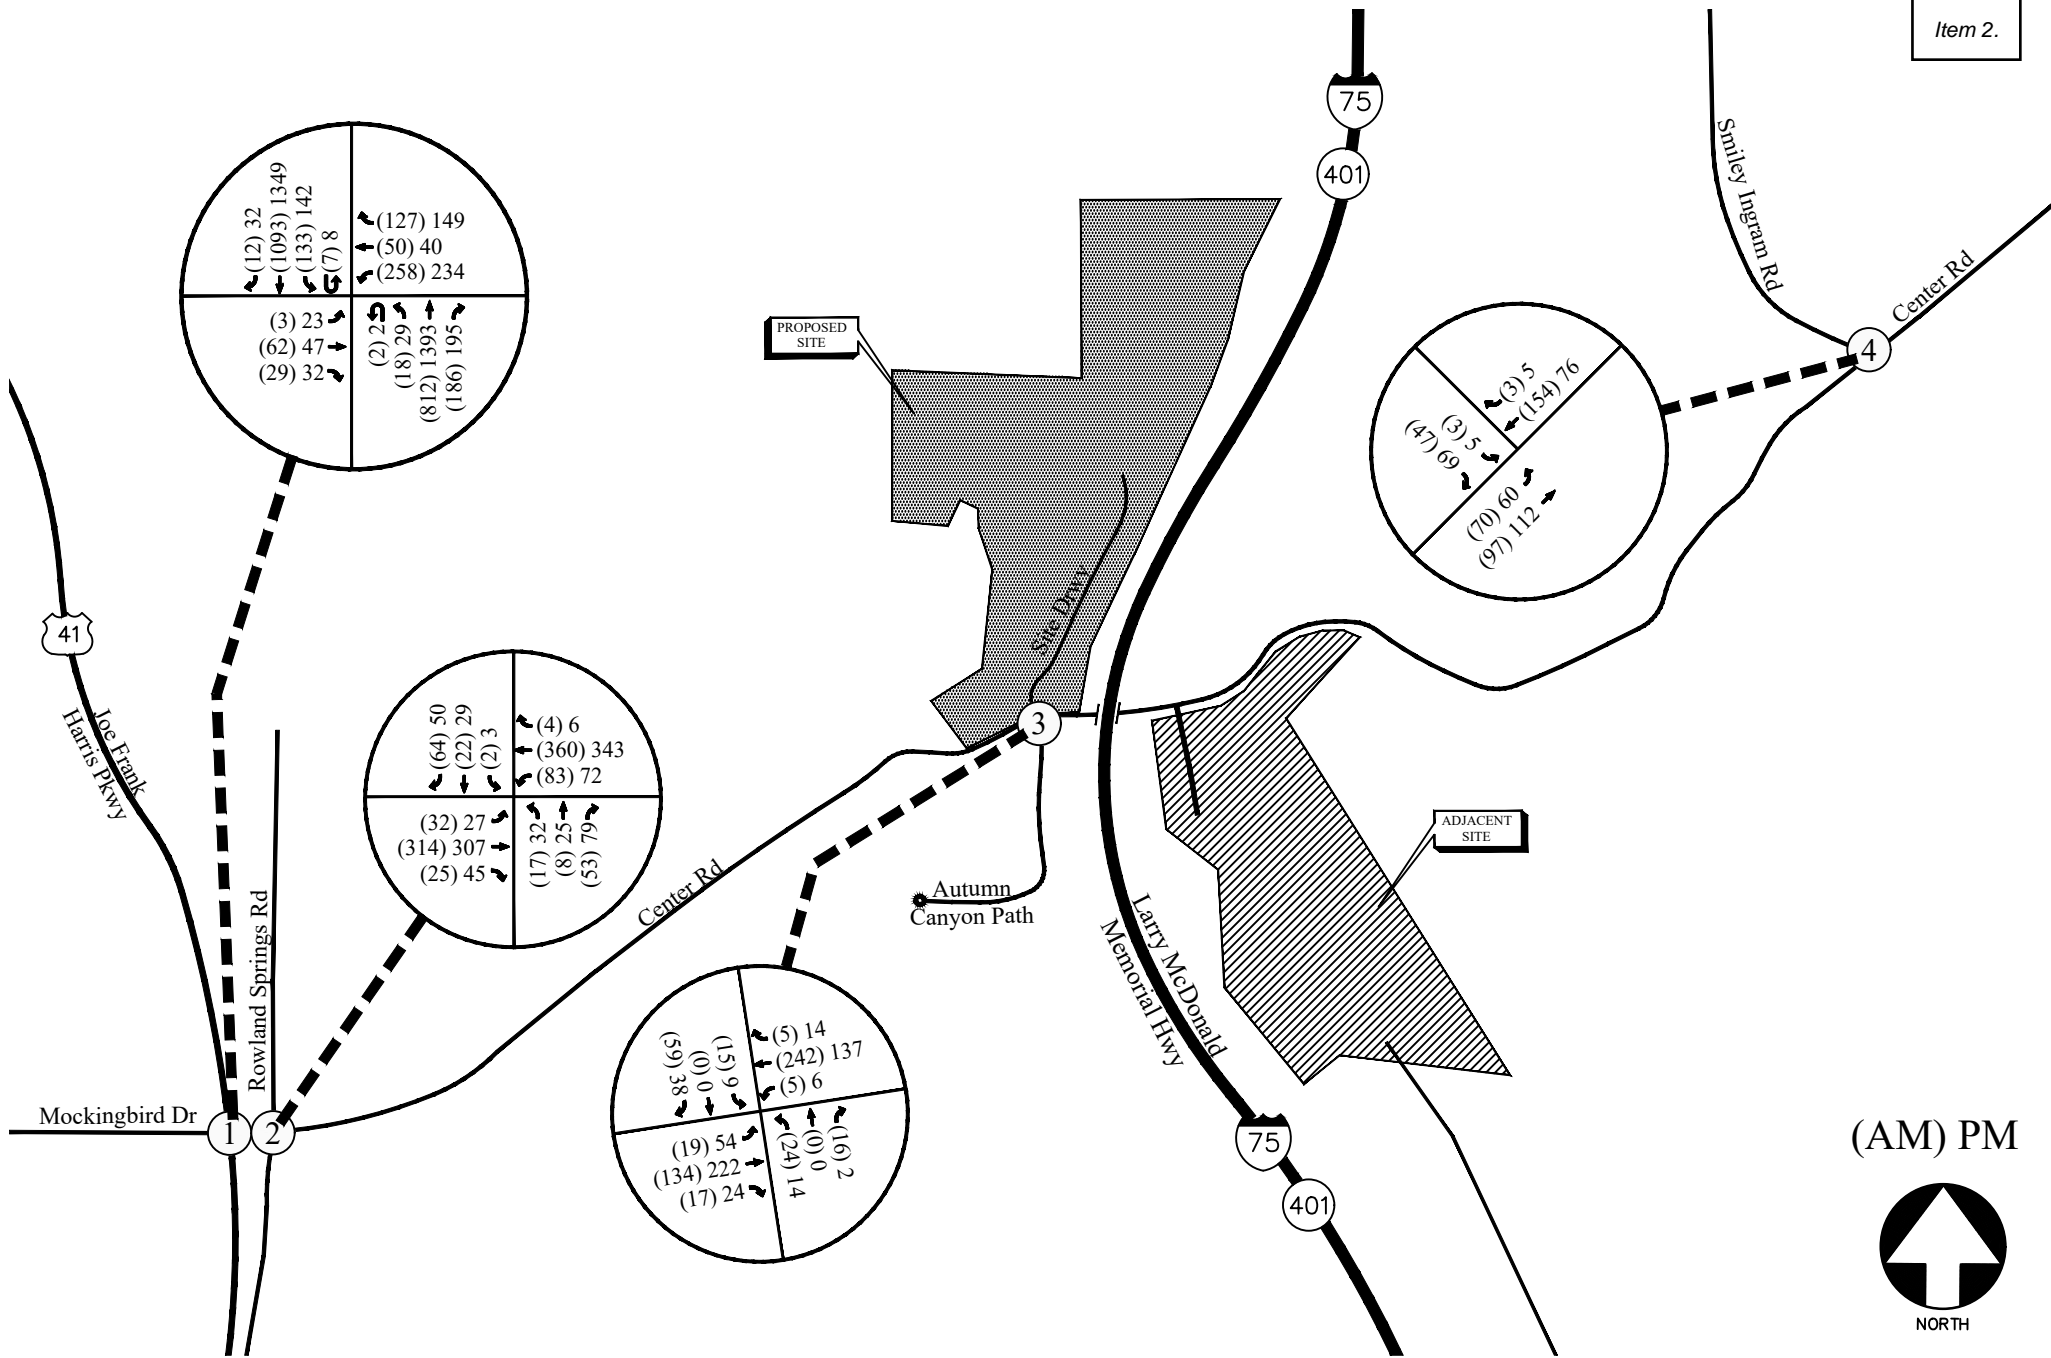 Item 2.
75
401
Smiley Ingram Rd
Center Rd
4
(12) 32
(1093) 1349
(133) 142
(7) 8
(127) 149
(50) 40
(258) 234
(3) 23
(62) 47
(29) 32
(2) 2
(18) 29
(812) 1393
(186) 195
PROPOSED
SITE
(3) 5
(154) 76
(3) 5
(47) 69
(70) 60
(97) 112
41
Joe Frank
Harris Pkwy
Site Drwy
3
(64) 50
(22) 29
(2) 3
(4) 6
(360) 343
(83) 72
(32) 27
(314) 307
(25) 45
(17) 32
(8) 25
(53) 79
ADJACENT
SITE
Center Rd
Autumn
Canyon Path
Rowland Springs Rd
Larry McDonald
Memorial Hwy
(59) 38
(0) 0
(15) 9
(5) 14
(242) 137
(5) 6
(19) 54
(134) 222
(17) 24
(24) 14
(0) 0
(16) 2
Mockingbird Dr
1
2
75
401
(AM) PM
NORTH